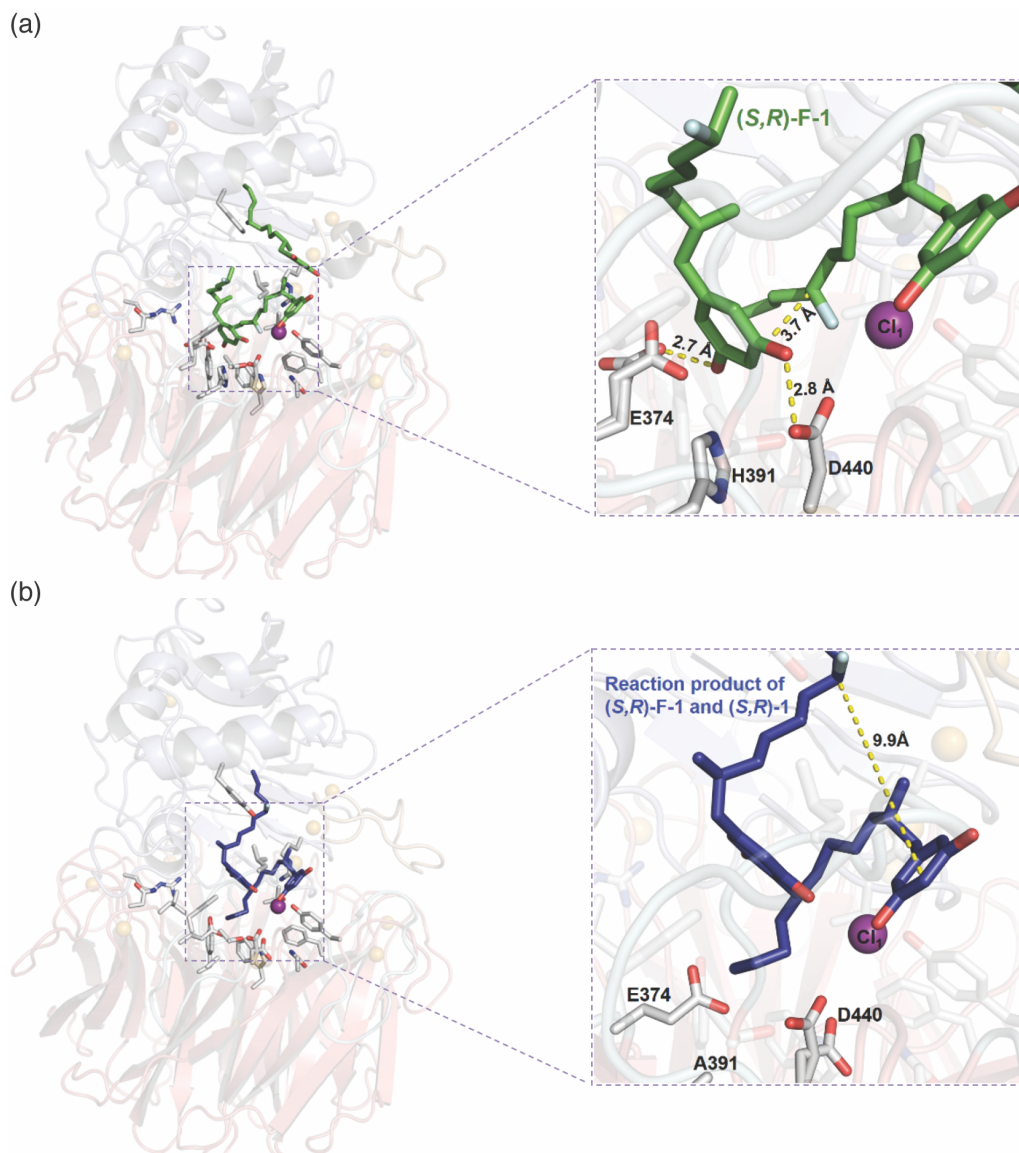 (a)
(S,R)-F-1
3.7 Å
Cl1
2.7 Å
2.8 Å
E374
H391
D440
(b)
Reaction product of
(S,R)-F-1 and (S,R)-1
9.9Å
Cl1
E374
D440
A391